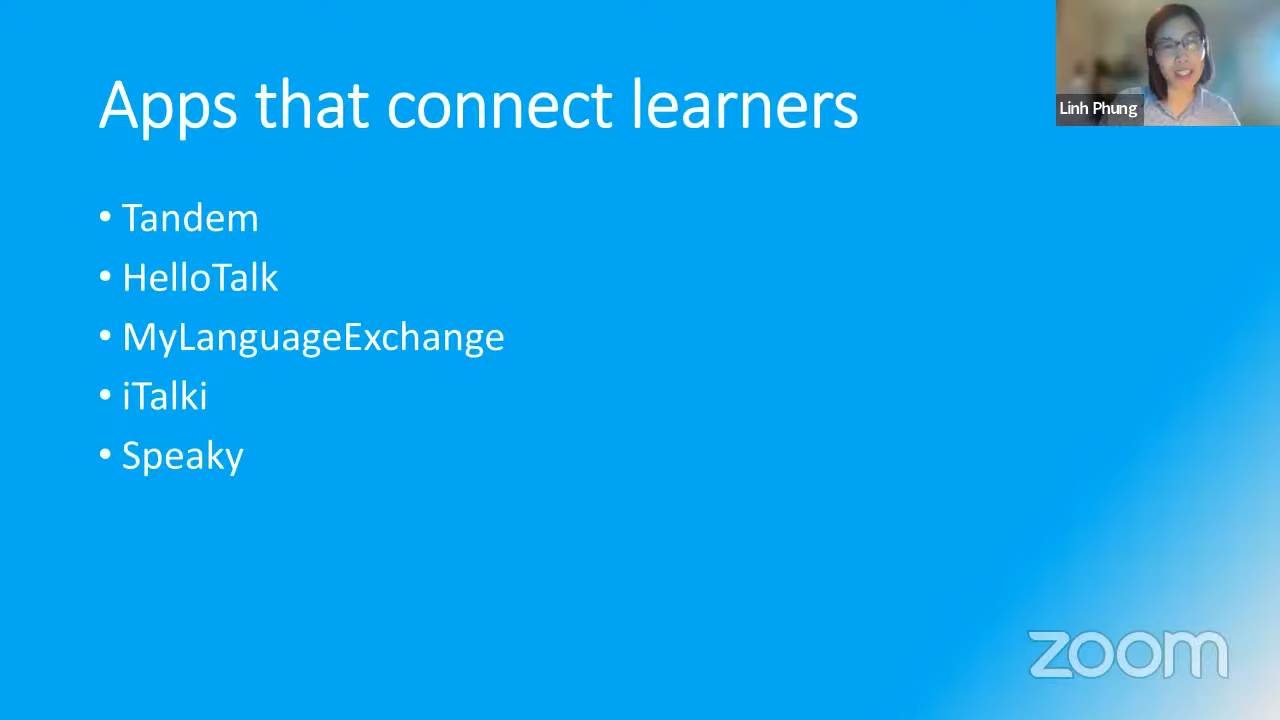 Apps that connect learners
Linh Phung
• Tandem
• HelloTalk
• MyLanguageExchange
• iTalki
• Speaky
zoom